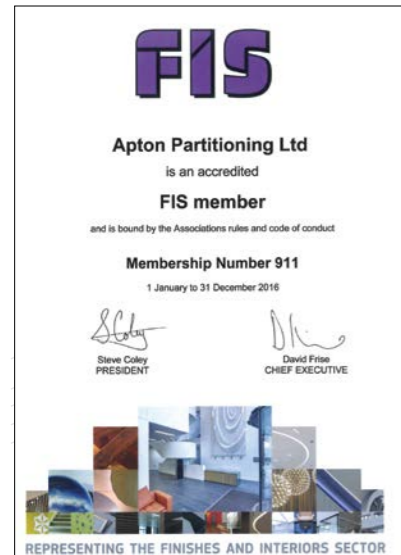 FIS
Apton Partitioning Ltd
is an accredited
FIS member
and is bound by the Associations rules and code of conduct
Membership Number 911
1 January to 31 December 2016
Steve Coley
PRESIDENT
David Frise
CHIEF EXECUTIVE
REPRESENTING THE FINISHES AND INTERIORS SECTOR